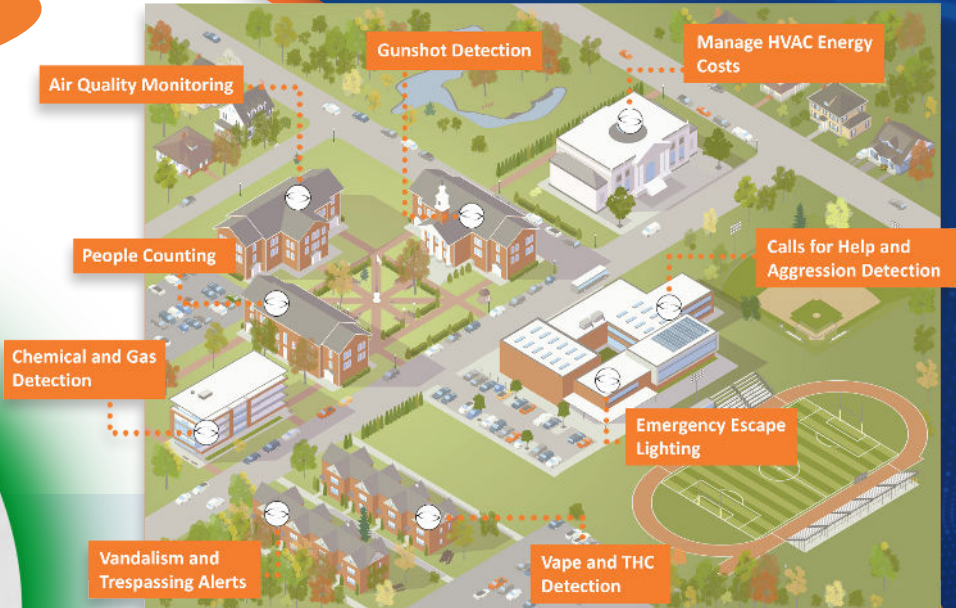 Gunshot Detection
Manage HVAC Energy
Costs
Air Quality Monitoring
People Counting
Calls for Help and
Aggression Detection
Chemical and Gas
Detection
Emergency Escape
Lighting
Vandalism and
Trespassing Alerts
Vape and THC
Detection